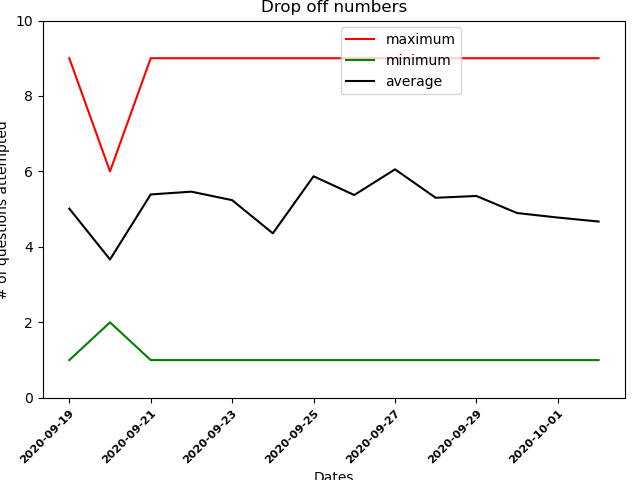 Drop off numbers
# of questions attempted
10
8
6
4
2
0
maximum
minimum
average
2020-09-19
2020-09-21
2020-09-23
2020-09-25
2020-09-27
2020-09-29
2020-10-01
Dates